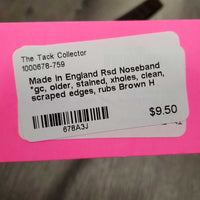 The Tack Collector
1000678-759
Made in England Rsd Noseband
*gc, older, stained, xholes, clean,
scraped edges, rubs Brown H
$9.50
678A3J